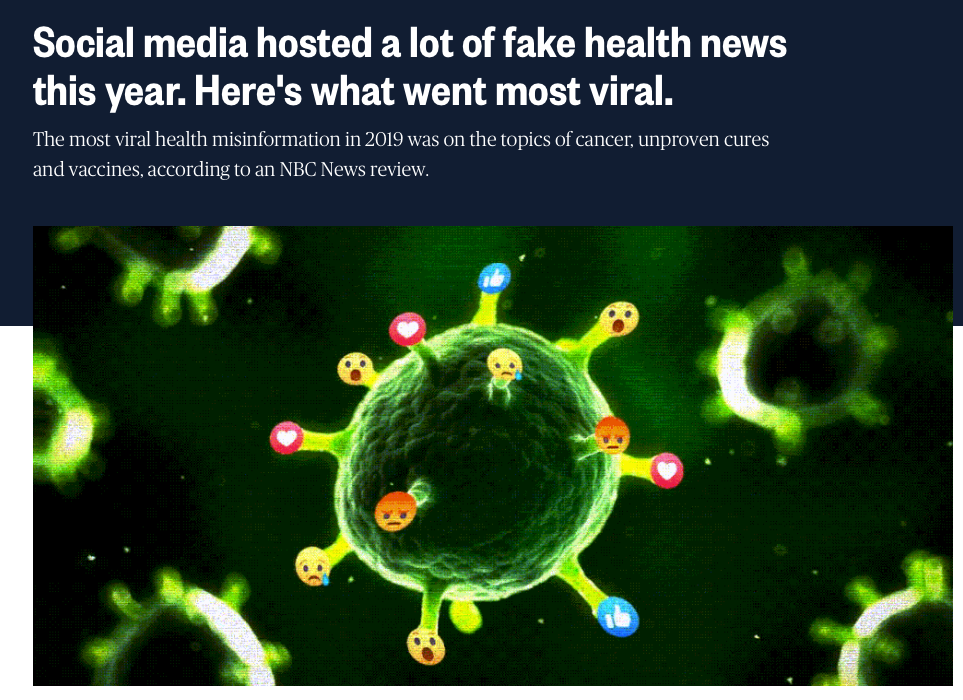 Social media hosted a lot of fake health news
this year. Here's what went most viral.
The most viral health misinformation in 2019 was on the topics of cancer, unproven cures
and vaccines, according to an NBC News review.